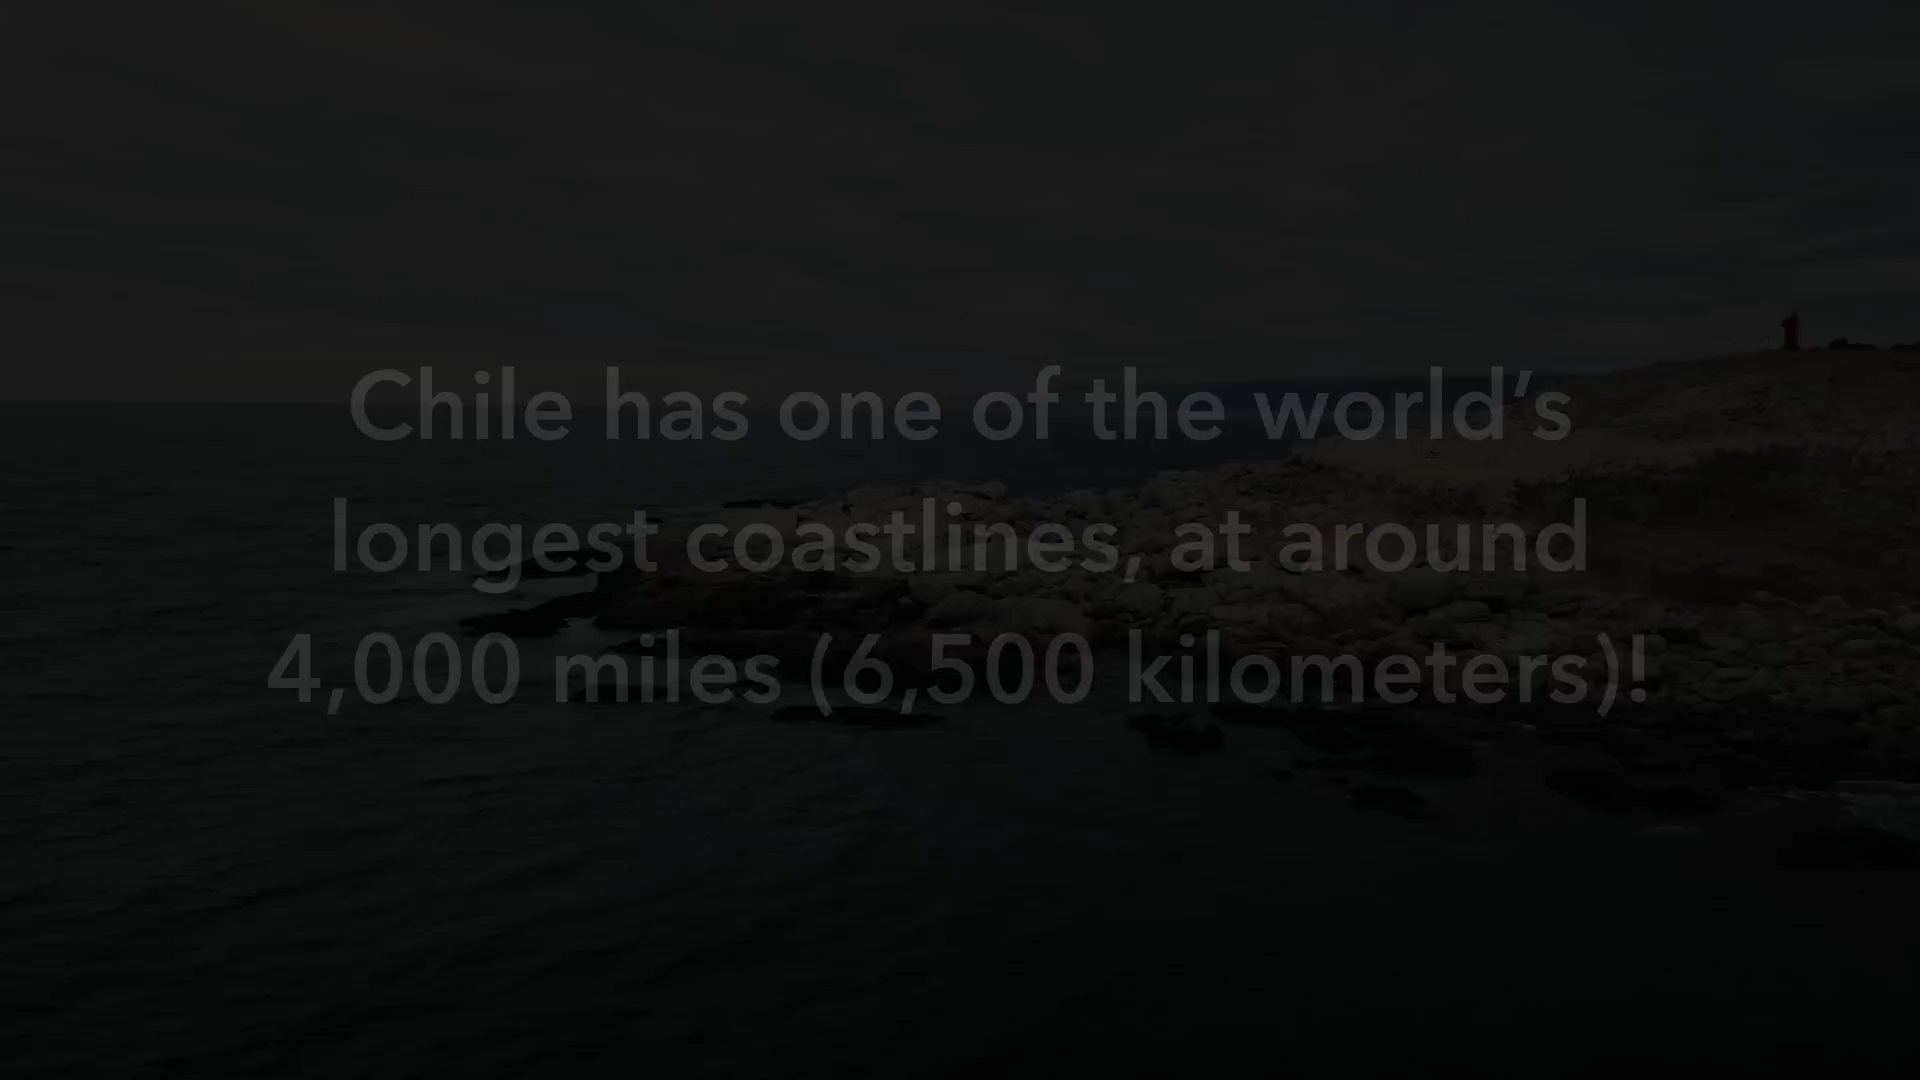 Chile has one of the world’s
longest coastlines, at around
4,000 miles (6,500 kilometers)!